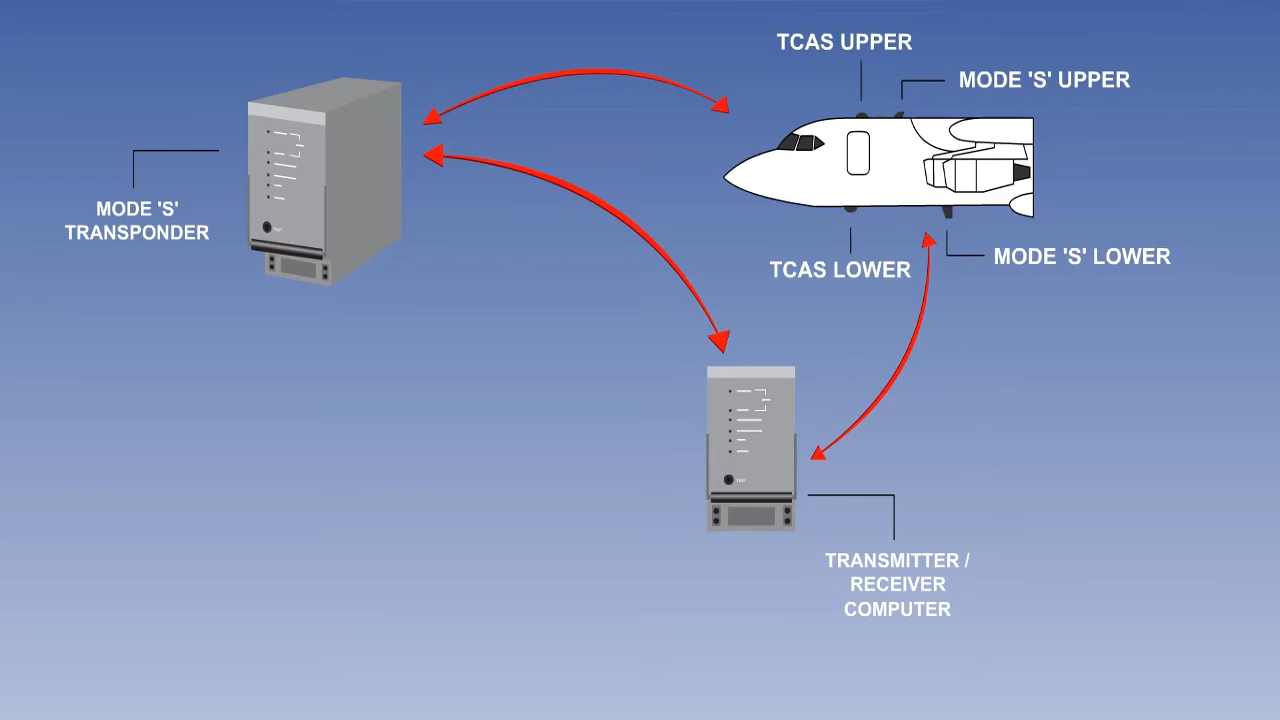 TCAS UPPER
MODE 'S' UPPER
MODE 'S'
TRANSPONDER
TCAS LOWER
MODE 'S' LOWER
TRANSMITTER /
RECEIVER
COMPUTER